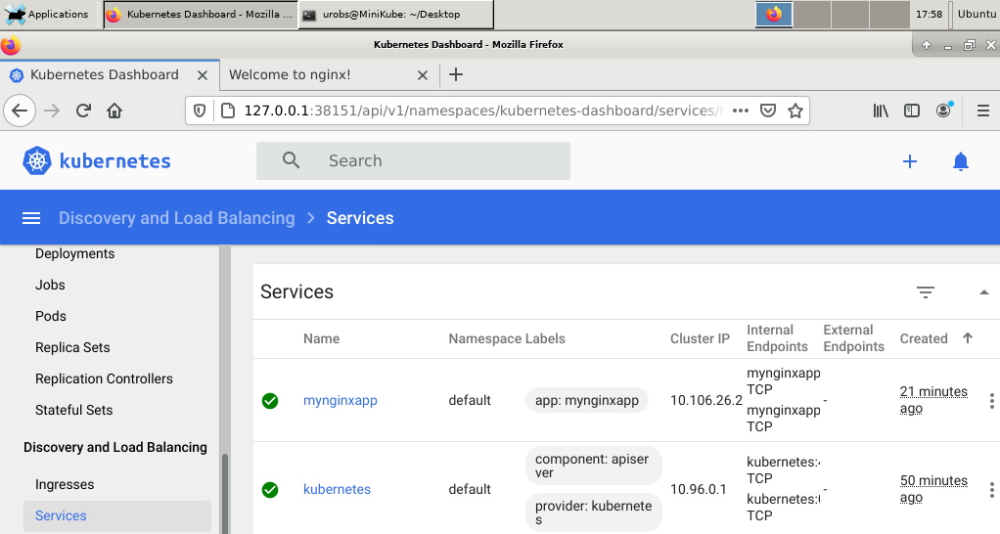 Applications
Kubernetes Dashboard - Mozilla ...
urobs@MiniKube: ~/Desktop
17:58
Ubuntu
Kubernetes Dashboard - Mozilla Firefox
Kubernetes Dashboard
Welcome to nginx!
127.0.0.1:38151/api/v1/namespaces/kubernetes-dashboard/services/
kubernetes
Search
Discovery and Load Balancing
Services
Deployments
Jobs
Pods
Replica Sets
Replication Controllers
Stateful Sets
Discovery and Load Balancing
Ingresses
Services
Services
Name
Namespace
Labels
Cluster IP
Internal
Endpoints
External
Endpoints
Created
mynginxapp
default
app: mynginxapp
10.106.26.2
mynginxapp
TCP
mynginxapp
TCP
-
21 minutes
ago
kubernetes
default
component: apiser
ver
provider: kubernete
s
10.96.0.1
kubernetes:
TCP
kubernetes:
TCP
-
50 minutes
ago